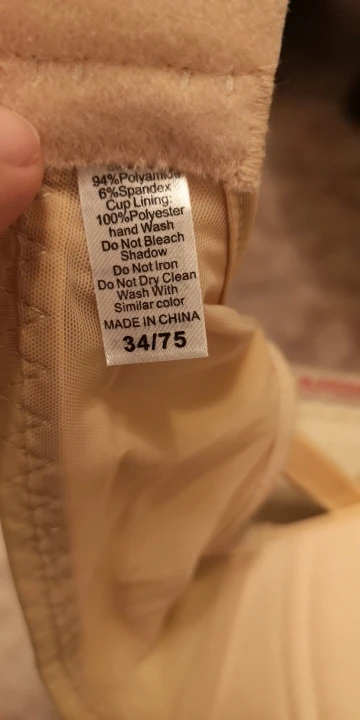 94%Polyamide
6%Spandex
Cup Lining:
100%Polyester
hand Wash
Do Not Bleach
Shadow
Do Not Iron
Do Not Dry Clean
Wash With
Similar color
MADE IN CHINA
34/75